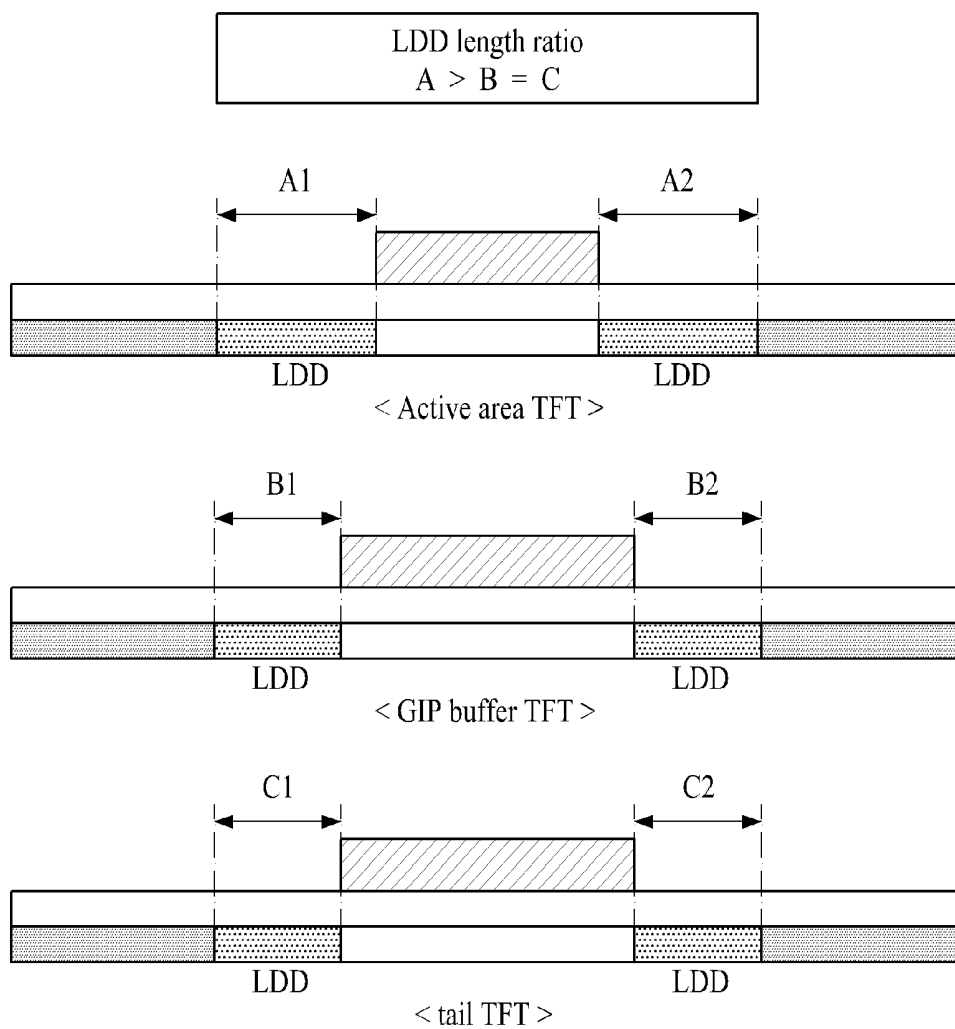 LDD length ratio
A > B = C
A1 A2
LDD LDD
< Active area TFT >
B1 B2
LDD LDD
< GIP buffer TFT >
C1 C2
LDD LDD
< tail TFT >